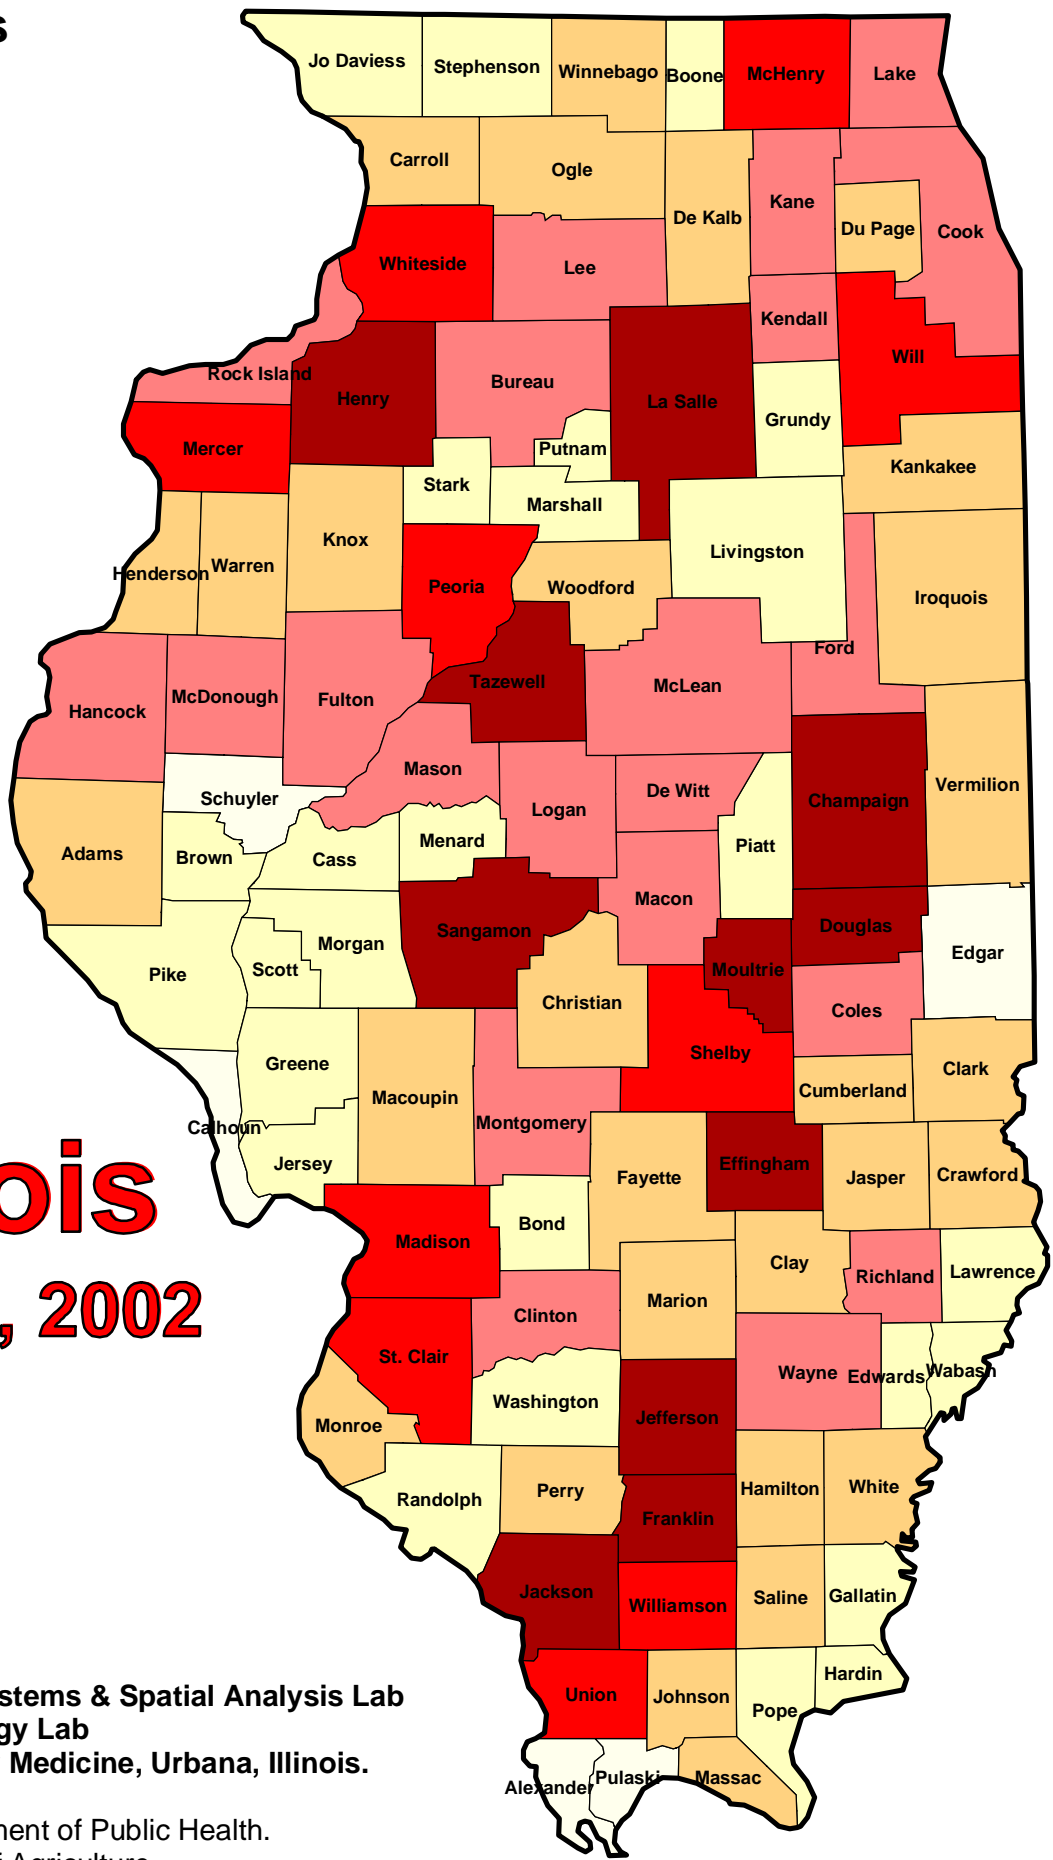 s
Jo Daviess
Stephenson
Winnebago
Boone
McHenry
Lake
Carroll
Ogle
De Kalb
Kane
Du Page
Cook
Whiteside
Lee
Kendall
Will
Rock Island
Henry
Bureau
La Salle
Grundy
Putnam
Mercer
Stark
Marshall
Kankakee
Henderson
Warren
Knox
Peoria
Woodford
Livingston
Iroquois
Ford
Hancock
McDonough
Fulton
Tazewell
McLean
Mason
Logan
De Witt
Champaign
Vermilion
Schuyler
Adams
Brown
Cass
Menard
Piatt
Macon
Sangamon
Douglas
Edgar
Pike
Scott
Morgan
Christian
Moultrie
Coles
Shelby
Greene
Macoupin
Cumberland
Clark
Calhoun
Montgomery
Jersey
Fayette
Effingham
Jasper
Crawford
ois
Bond
Madison
Clay
Richland
Lawrence
, 2002
Clinton
Marion
St. Clair
Wayne
Edwards
Wabash
Washington
Jefferson
Monroe
Randolph
Perry
Hamilton
White
Franklin
Jackson
Williamson
Saline
Gallatin
Hardin
Union
Johnson
Pope
stems & Spatial Analysis Lab
gy Lab
Medicine, Urbana, Illinois.
Alexander
Pulaski
Massac
ment of Public Health.
Agriculture